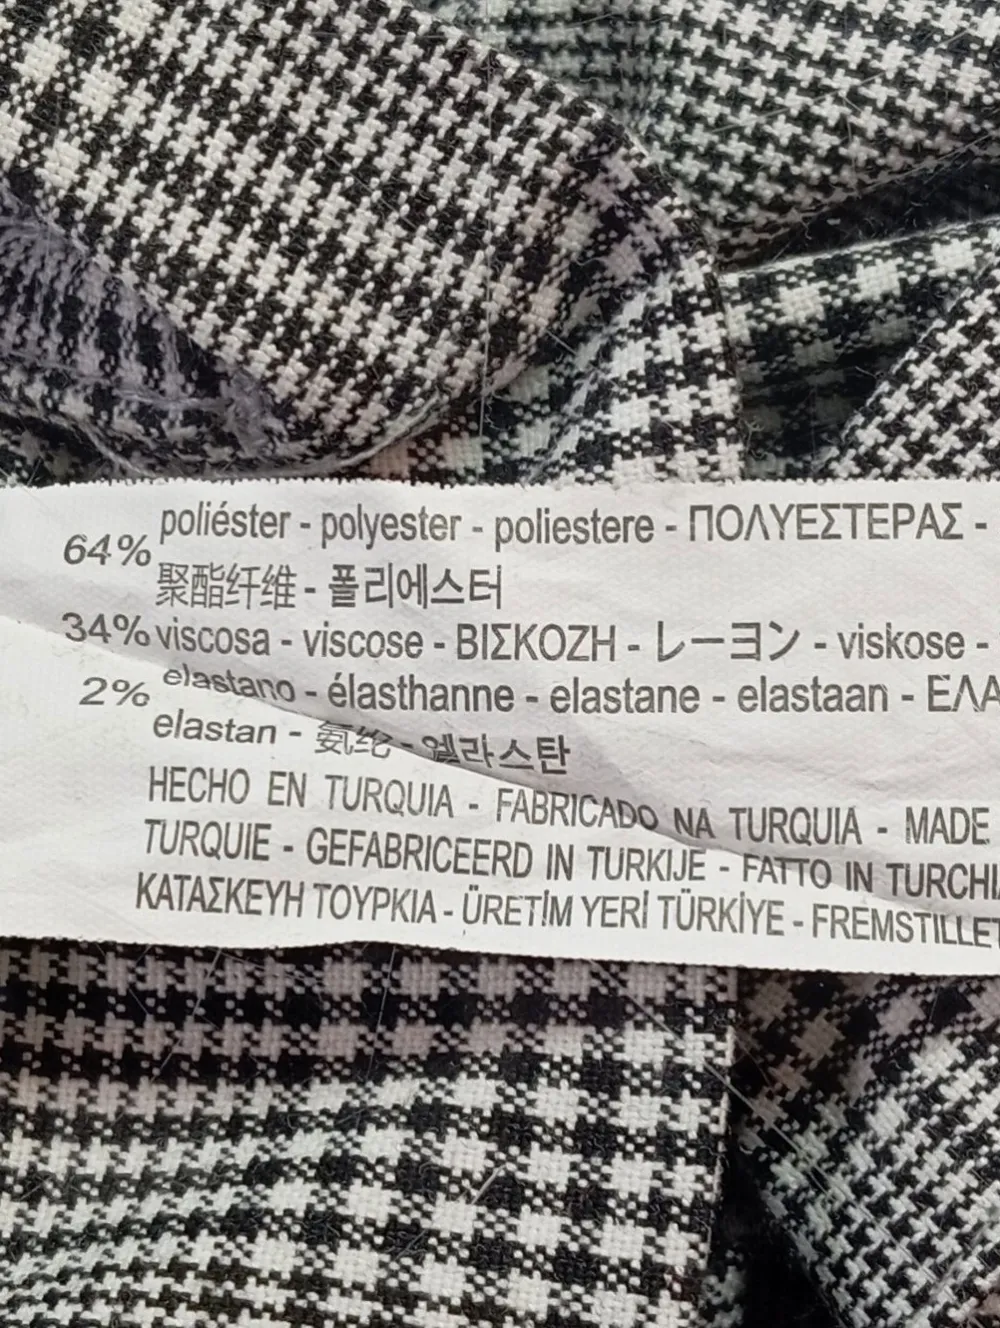 64% poliéster - polyester - poliestere - ΠΟΛΥΕΣΤΕΡΑΣ -
聚酯纤维 - 폴리에스터
34% viscosa - viscose - ΒΙΣΚΟΖΗ - レーヨン - viskose -
2% elastano - élasthanne - elastane - elastaan - ΕΛΑ
elastan - 氨纶 - 엘라스탄
HECHO EN TURQUIA - FABRICADO NA TURQUIA - MADE
TURQUIE - GEFABRICEERD IN TURKIJE - FATTO IN TURCHI
ΚΑΤΑΣΚΕΥΗ ΤΟΥΡΚΙΑ - ÜRETİM YERİ TÜRKİYE - FREMSTILLET